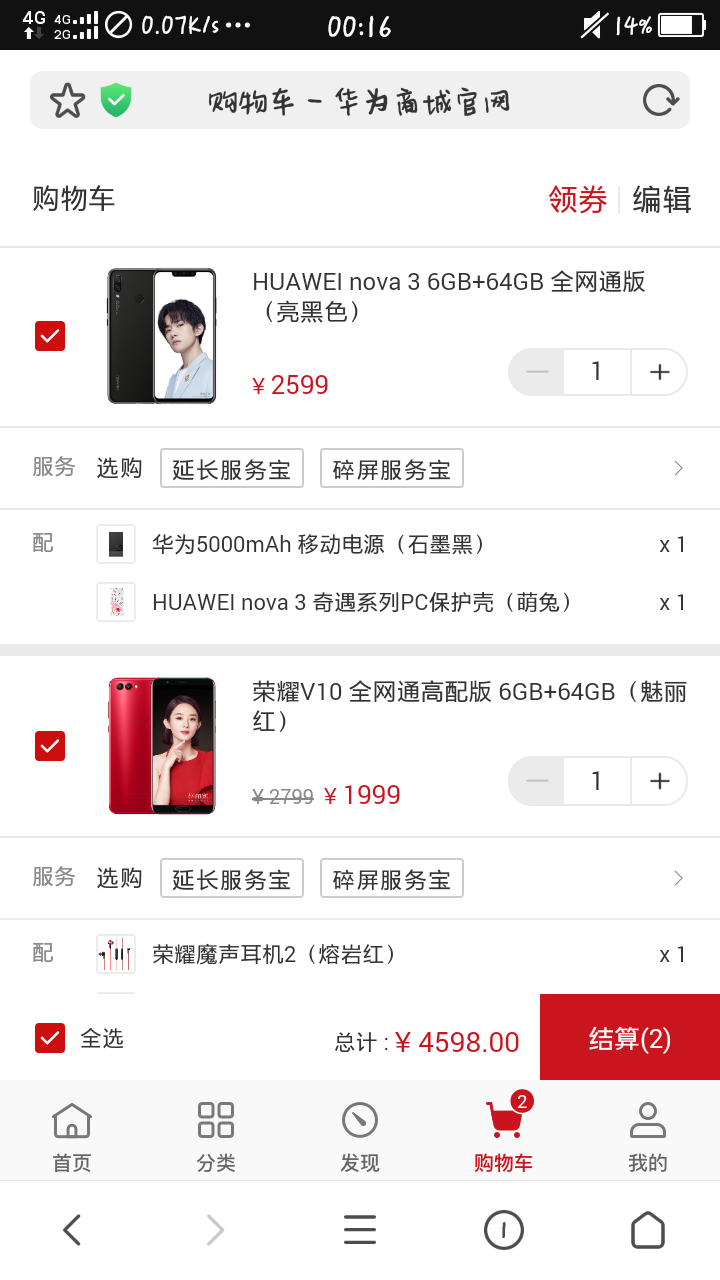 4G 4G 2G 0.07K/s ••• 00:16 14%
购物车 – 华为商城官网
购物车 领券 编辑
HUAWEI nova 3 6GB+64GB 全网通版
（亮黑色）
¥ 2599 1
服务 选购 延长服务宝 碎屏服务宝
配 华为5000mAh 移动电源（石墨黑） x 1
HUAWEI nova 3 奇遇系列PC保护壳（萌兔） x 1
荣耀V10 全网通高配版 6GB+64GB（魅丽
红）
¥ 2799 ¥ 1999 1
服务 选购 延长服务宝 碎屏服务宝
配 荣耀魔声耳机2（熔岩红） x 1
全选 总计 : ¥ 4598.00 结算(2)
2
首页 分类 发现 购物车 我的